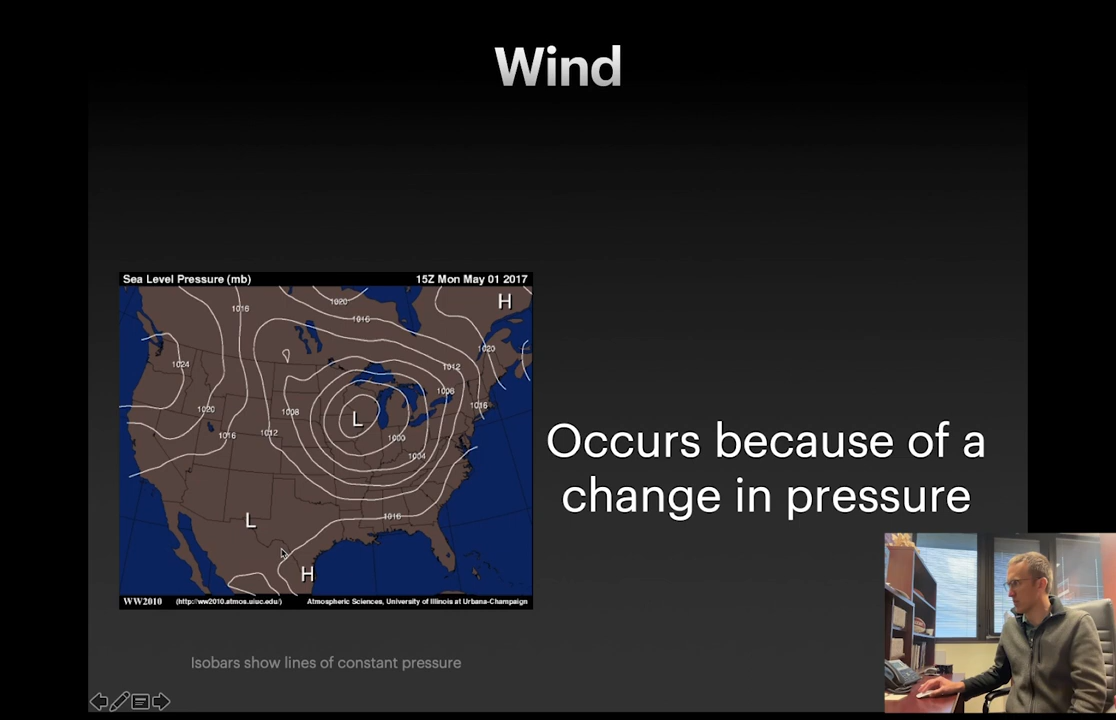 Wind
Sea Level Pressure (mb) 15Z Mon May 01 2017
H
1020
1016
1016
1020
1024
1012
1008
1020
1008
1016
L
1016
1012
1000
1004
L
1016
H
WW2010 (http://ww2010.atmos.uiuc.edu/) Atmospheric Sciences, University of Illinois at Urbana-Champaign
Occurs because of a
change in pressure
Isobars show lines of constant pressure